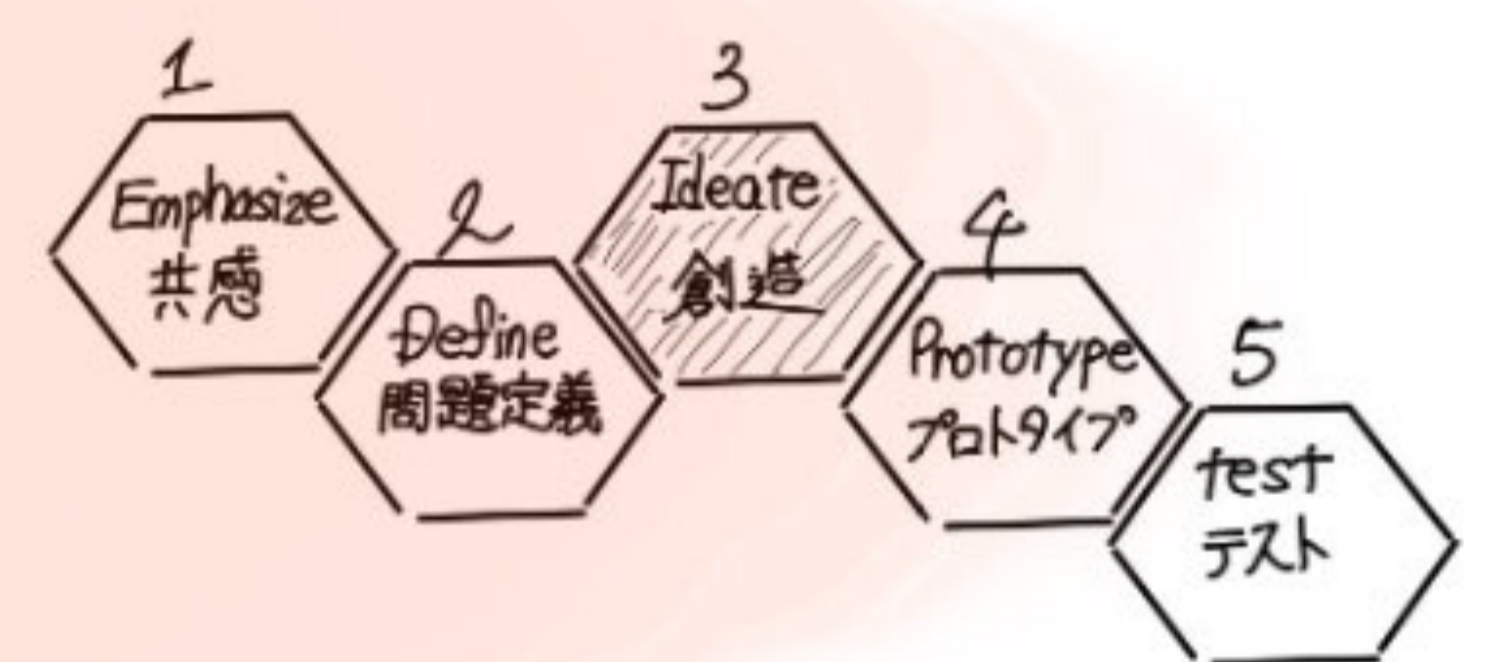 1
Emphasize
共感
2
Define
問題定義
3
Ideate
創造
4
Prototype
プロトタイプ
5
test
テスト